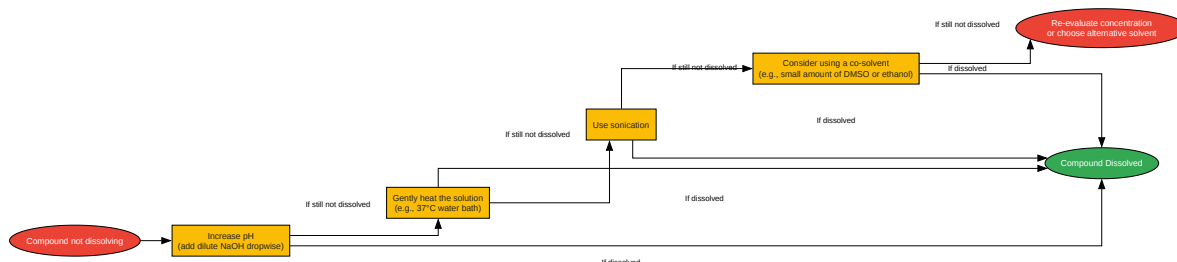 If still not dissolved
Re-evaluate concentration
or choose alternative solvent
If still not dissolved
Consider using a co-solvent
(e.g., small amount of DMSO or ethanol)
If dissolved
Use sonication
If still not dissolved
If dissolved
Compound Dissolved
Gently heat the solution
(e.g., 37°C water bath)
If still not dissolved
If dissolved
Compound not dissolving
Increase pH
(add dilute NaOH dropwise)
If dissolved